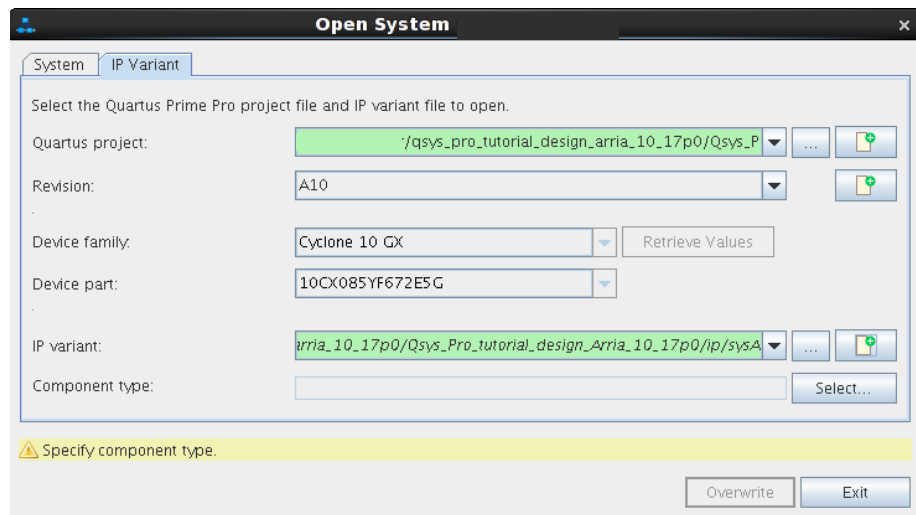 Open System
System IP Variant
Select the Quartus Prime Pro project file and IP variant file to open.
Quartus project: :/qsys_pro_tutorial_design_arria_10_17p0/Qsys_P ...
Revision: A10
Device family: Cyclone 10 GX Retrieve Values
Device part: 10CX085YF672E5G
IP variant: arria_10_17p0/Qsys_Pro_tutorial_design_Arria_10_17p0/ip/sysA ...
Component type: Select...
Specify component type.
Overwrite Exit